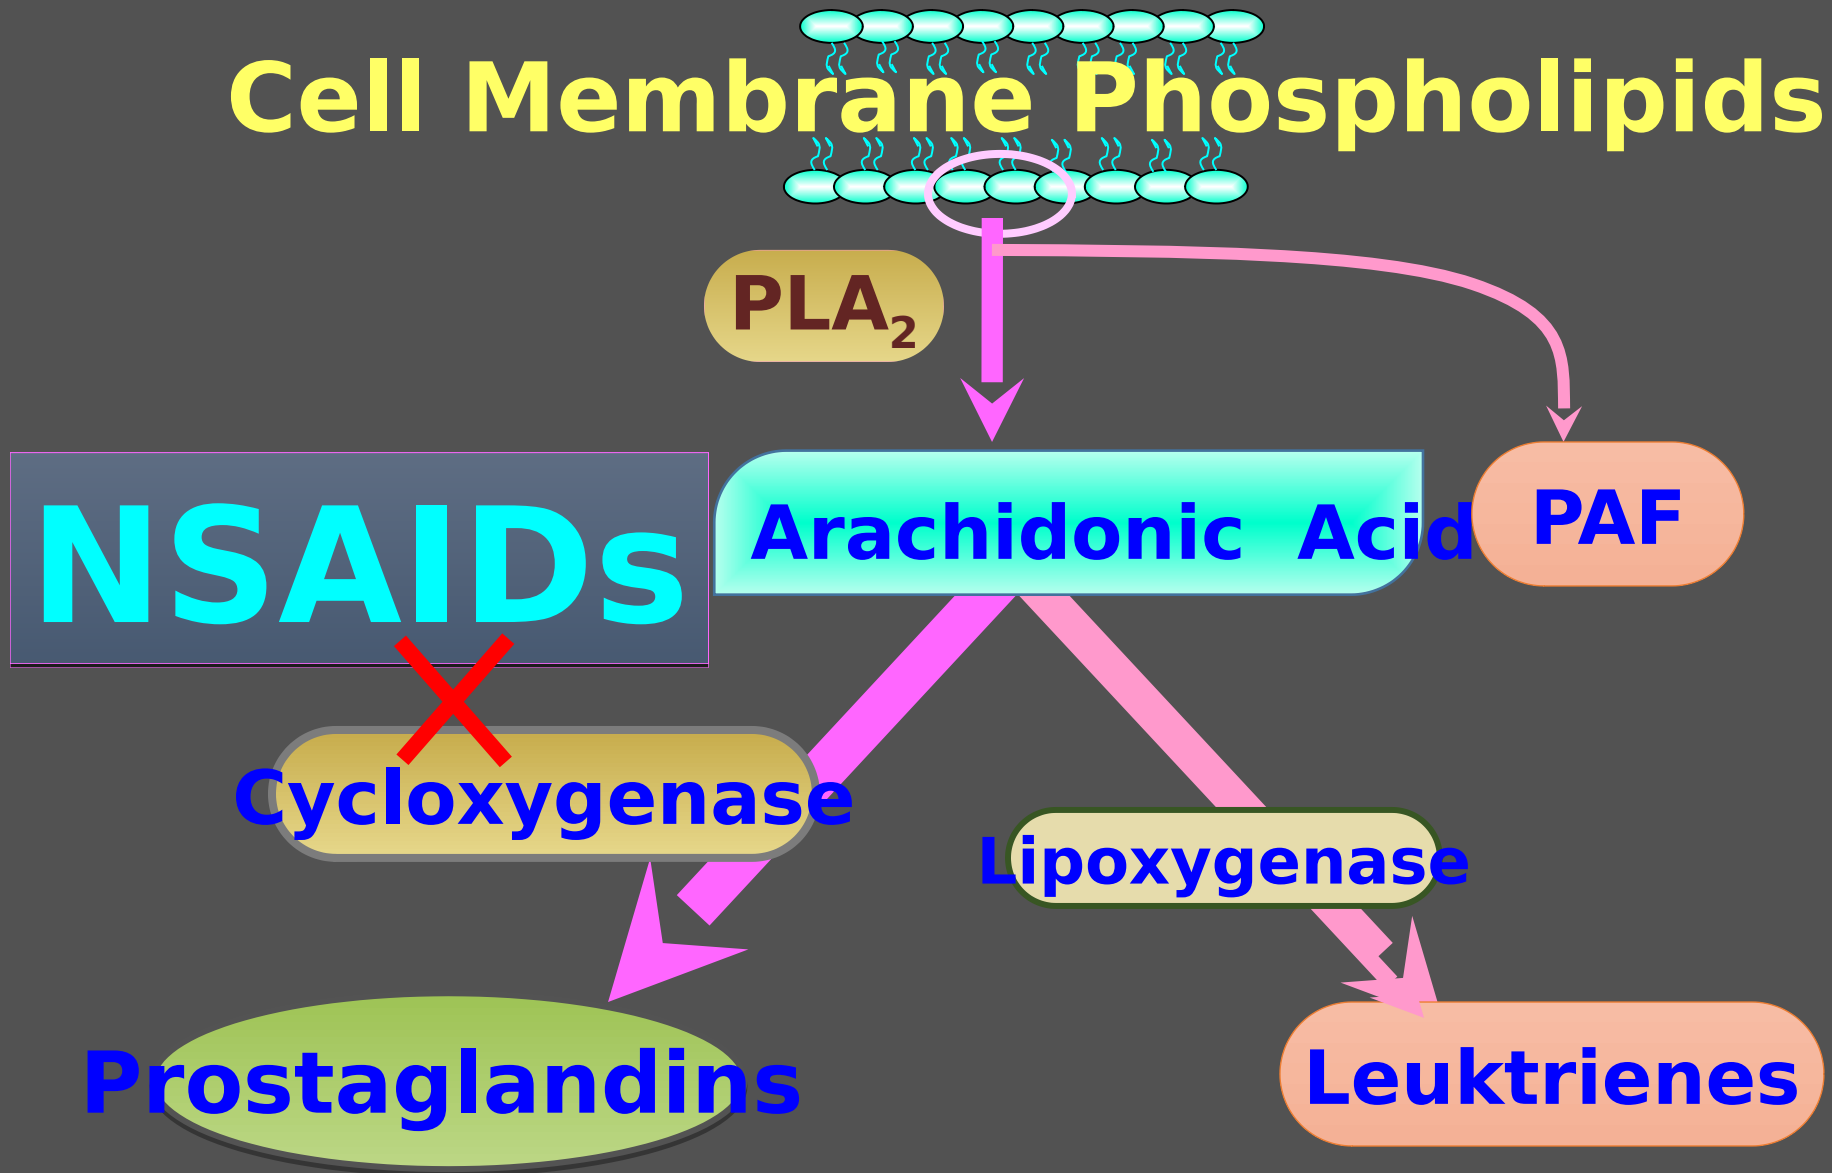 Cell Membrane Phospholipids
PLA₂
NSAIDs
Arachidonic Acid
PAF
Cycloxygenase
Lipoxygenase
Prostaglandins
Leuktrienes